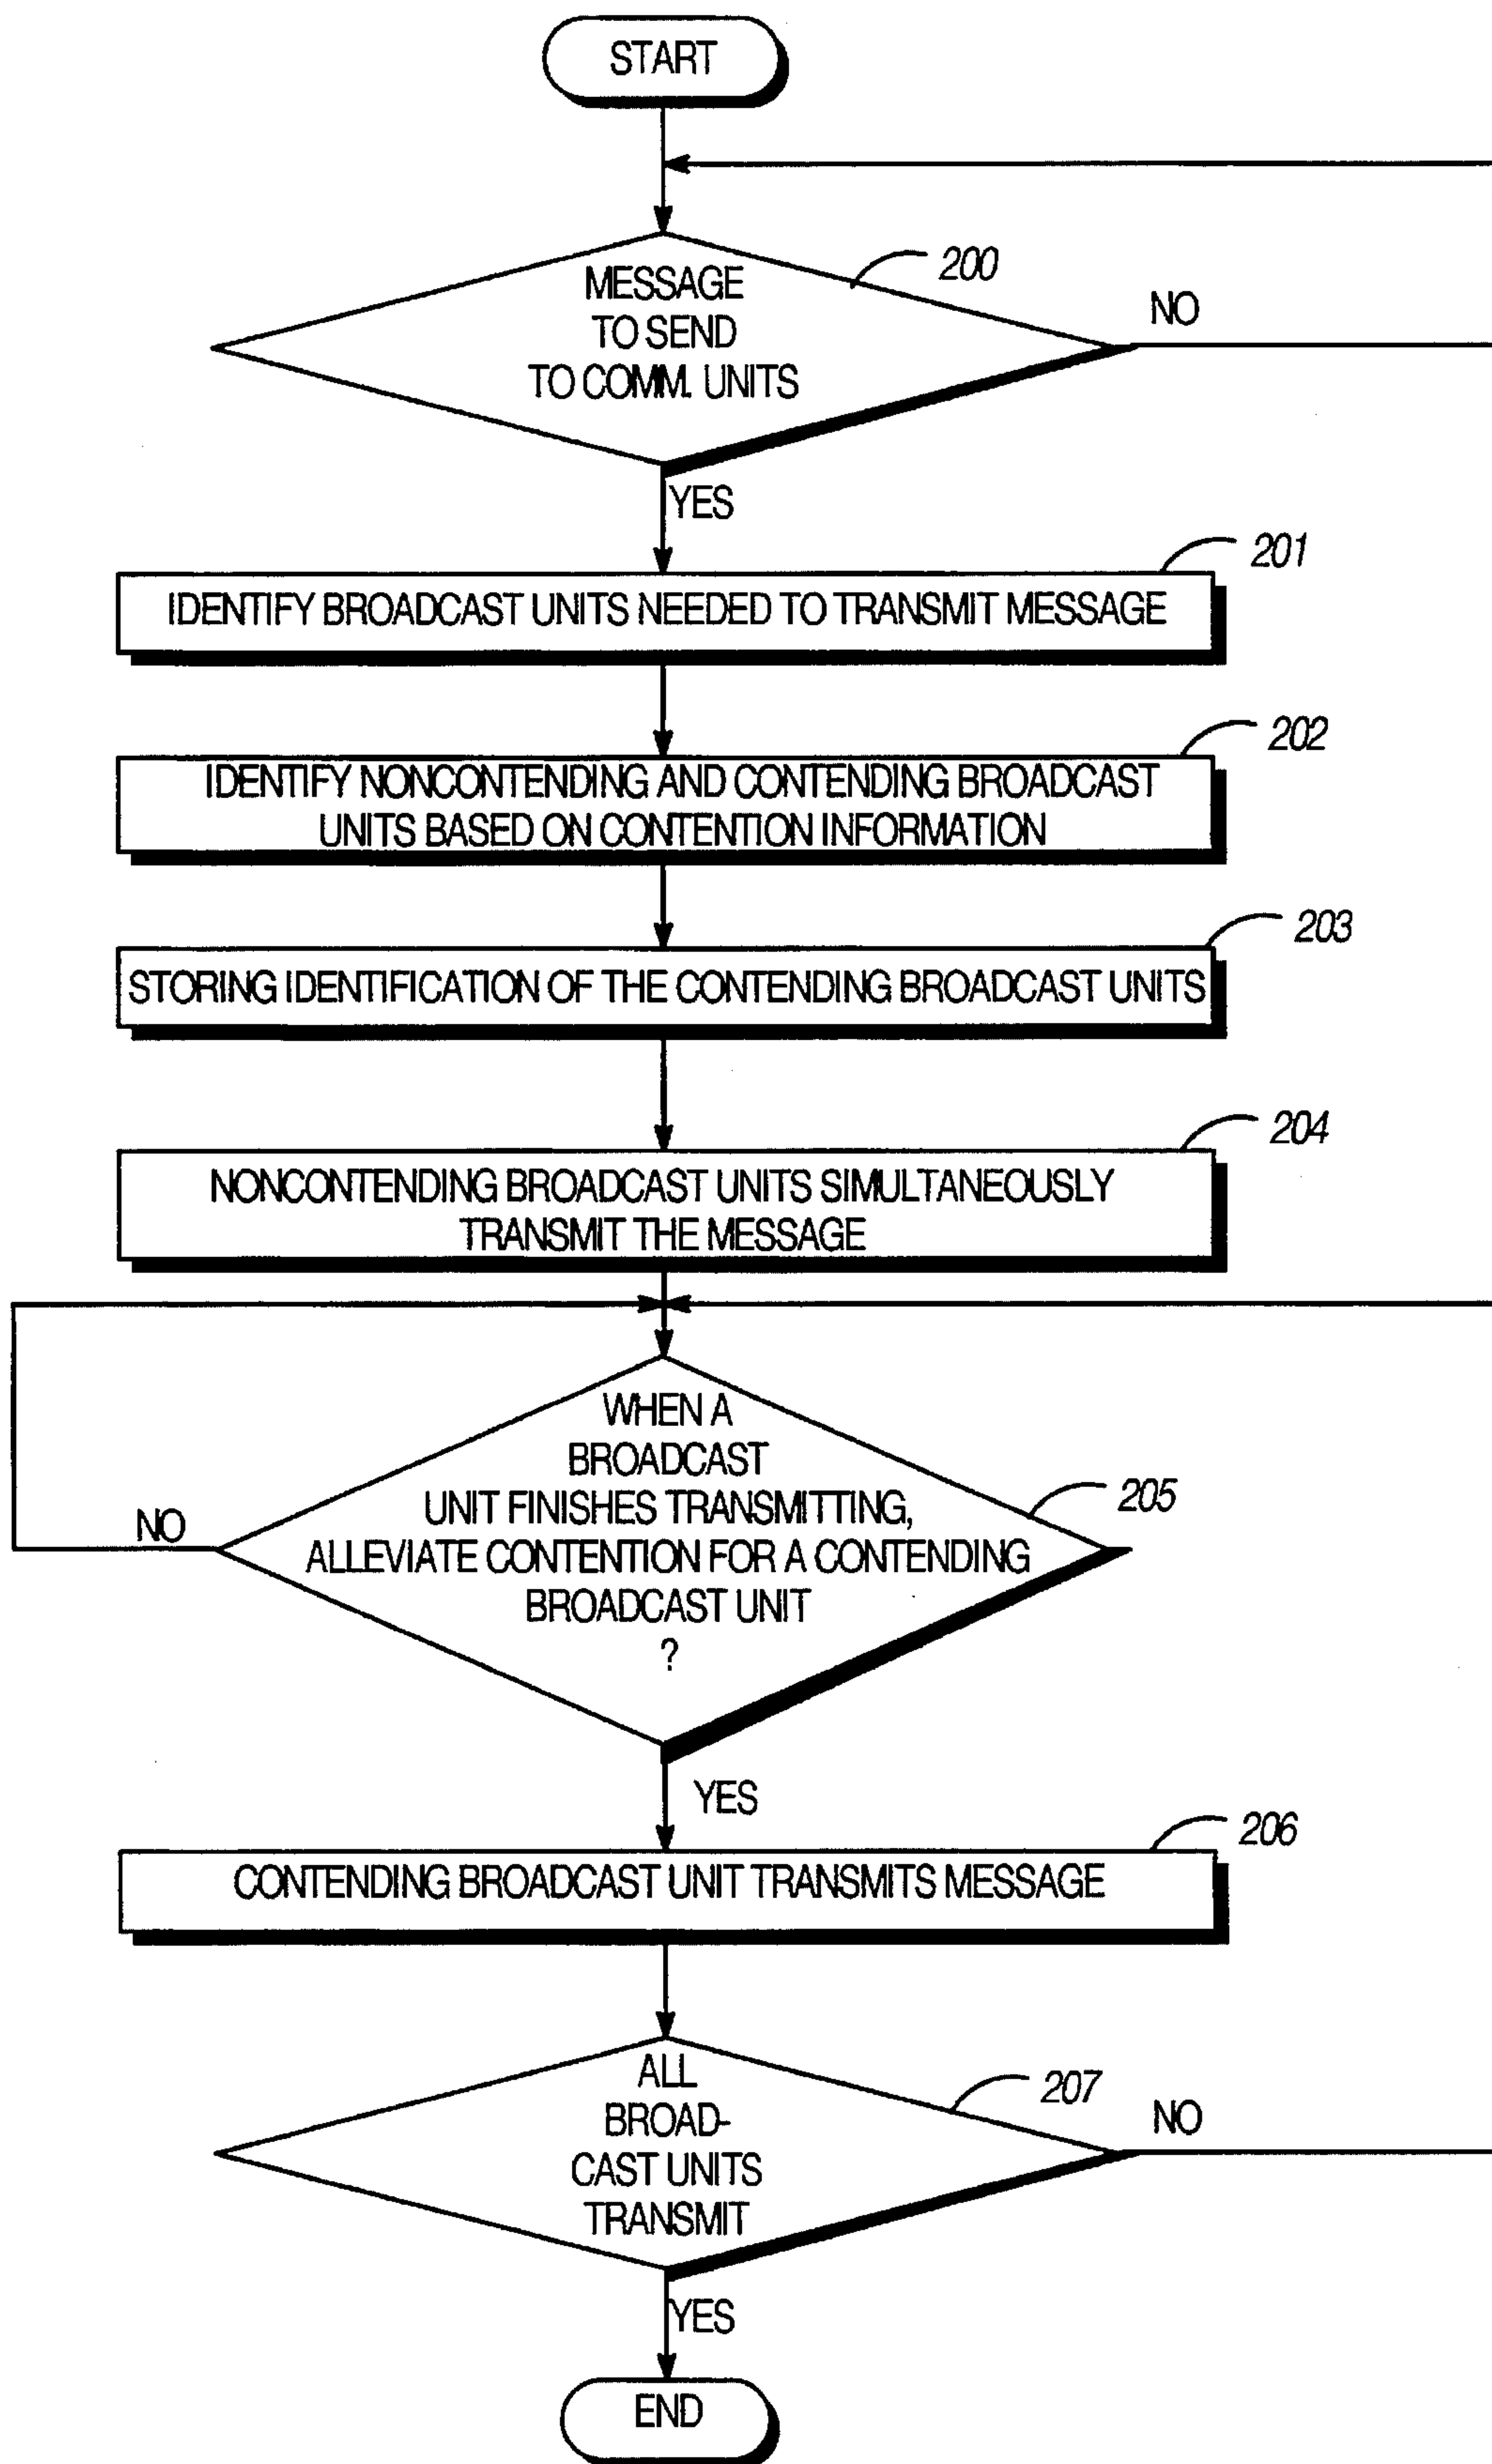 START
200
MESSAGE
TO SEND
TO COMM. UNITS
NO
YES
201
IDENTIFY BROADCAST UNITS NEEDED TO TRANSMIT MESSAGE
202
IDENTIFY NONCONTENDING AND CONTENDING BROADCAST
UNITS BASED ON CONTENTION INFORMATION
203
STORING IDENTIFICATION OF THE CONTENDING BROADCAST UNITS
204
NONCONTENDING BROADCAST UNITS SIMULTANEOUSLY
TRANSMIT THE MESSAGE
WHEN A
BROADCAST
UNIT FINISHES TRANSMITTING,
205
NO
ALLEVIATE CONTENTION FOR A CONTENDING
BROADCAST UNIT
?
YES
206
CONTENDING BROADCAST UNIT TRANSMITS MESSAGE
ALL
207
BROAD-
NO
CAST UNITS
TRANSMIT
YES
END